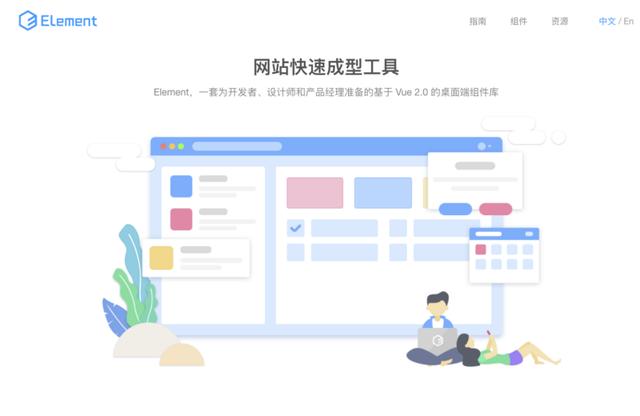 Element
指南
组件
资源
中文 / En
网站快速成型工具
Element，一套为开发者、设计师和产品经理准备的基于 Vue 2.0 的桌面端组件库